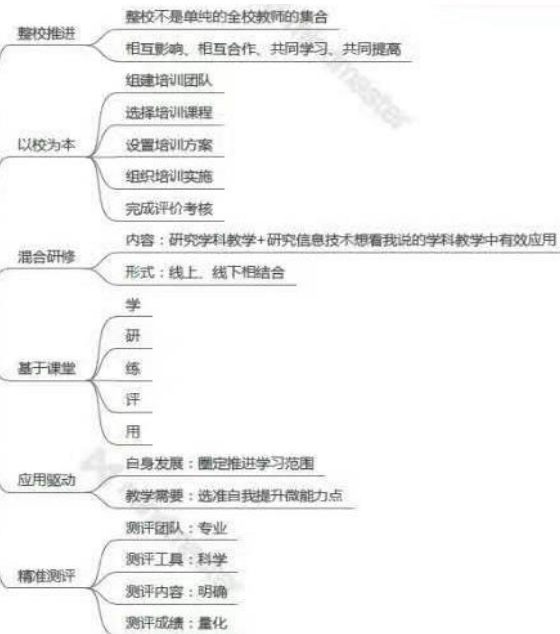 整校推进
整校不是单纯的全校教师的集合
相互影响、相互合作、共同学习、共同提高
以校为本
组建培训团队
选择培训课程
设置培训方案
组织培训实施
完成评价考核
混合研修
内容：研究学科教学+研究信息技术想看我说的学科教学中有效应用
形式：线上、线下相结合
基于课堂
学
研
练
评
用
应用驱动
自身发展：圈定推进学习范围
教学需要：选准自我提升微能力点
精准测评
测评团队：专业
测评工具：科学
测评内容：明确
测评成绩：量化